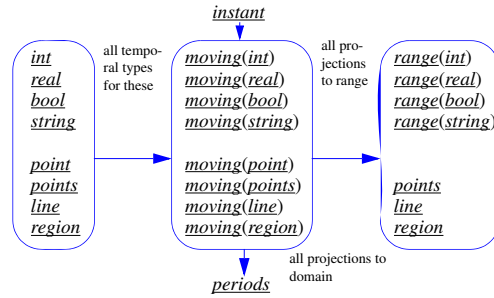 instant
all tempo-
ral types
for these
all pro-
jections
to range
int
real
bool
string
point
points
line
region
moving(int)
moving(real)
moving(bool)
moving(string)
moving(point)
moving(points)
moving(line)
moving(region)
range(int)
range(real)
range(bool)
range(string)
points
line
region
all projections to
domain
periods